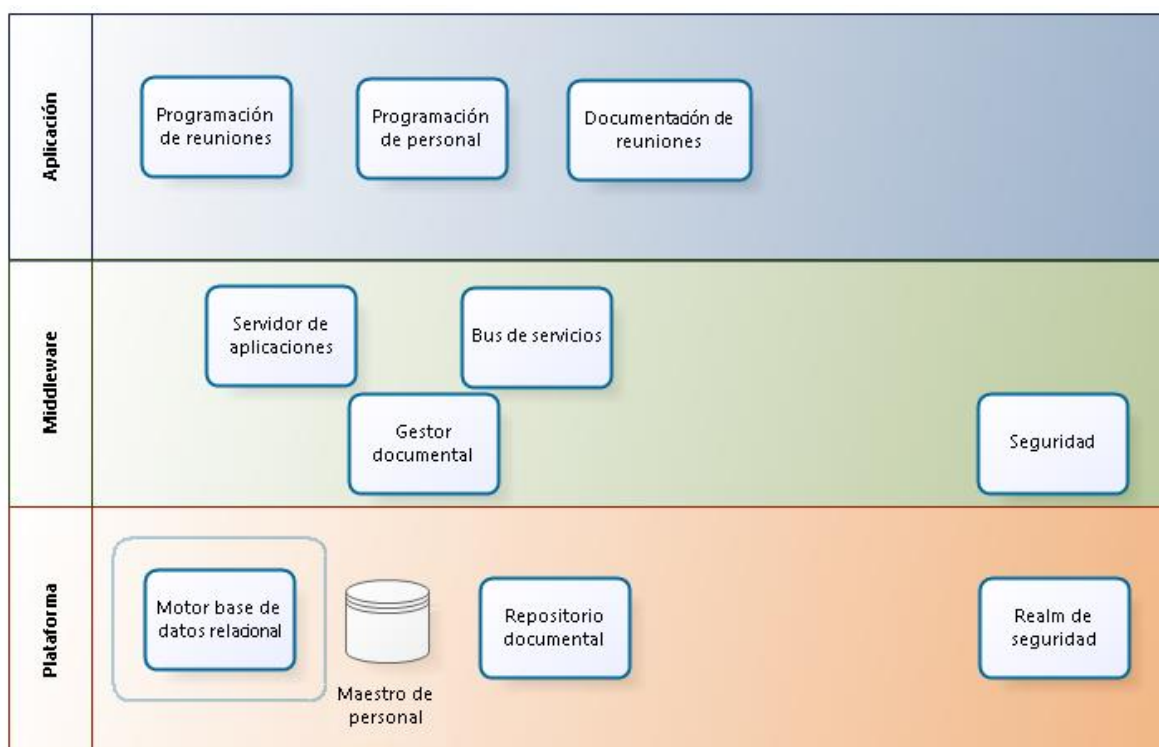 Aplicación
Programación
de reuniones
Programación
de personal
Documentación de
reuniones
Middleware
Servidor de
aplicaciones
Bus de servicios
Gestor
documental
Seguridad
Plataforma
Motor base de
datos relacional
Maestro de
personal
Repositorio
documental
Realm de
seguridad